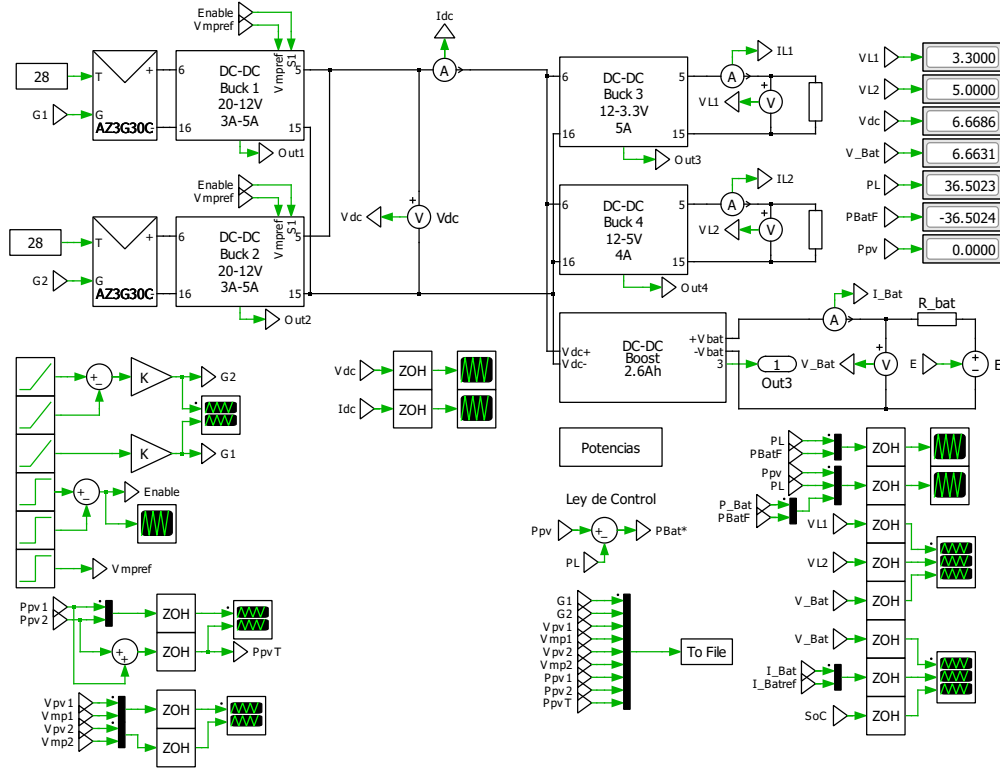 Enable
Vmpref
28
T
G1
G
AZ3G30C
+
-
6
16
DC-DC
Buck 1
20-12V
3A-5A
Vmpref
S1
5
15
Out1
Enable
Vmpref
28
T
G2
G
AZ3G30C
+
-
6
16
DC-DC
Buck 2
20-12V
3A-5A
Vmpref
S1
5
15
Out2
Idc
A
Vdc
+
V
Vdc
6
16
DC-DC
Buck 3
12-3.3V
5A
5
15
Out3
IL1
A
VL1
+
V
6
16
DC-DC
Buck 4
12-5V
4A
5
15
Out4
IL2
A
VL2
+
V
VL1
3.3000
VL2
5.0000
Vdc
6.6686
V_Bat
6.6631
PL
36.5023
PBatF
-36.5024
Ppv
0.0000
Vdc+
Vdc-
DC-DC
Boost
2.6Ah
+Vbat
-Vbat
3
1
Out3
I_Bat
A
V_Bat
+
V
R_bat
E
+
-
E
+
-
K
G2
K
G1
+
-
Enable
Vmpref
Vdc
ZOH
Idc
ZOH
Potencias
Ley de Control
Ppv
+
-
PBat*
PL
Ppv1
Ppv2
ZOH
+
+
ZOH
PpvT
Vpv1
Vmp1
Vpv2
Vmp2
ZOH
ZOH
G1
G2
Vpv1
Vmp1
Vpv2
Vmp2
Ppv1
Ppv2
PpvT
To File
PL
PBatF
ZOH
Ppv
PL
P_Bat
PBatF
ZOH
VL1
ZOH
VL2
ZOH
V_Bat
ZOH
V_Bat
ZOH
I_Bat
I_Batref
ZOH
SoC
ZOH